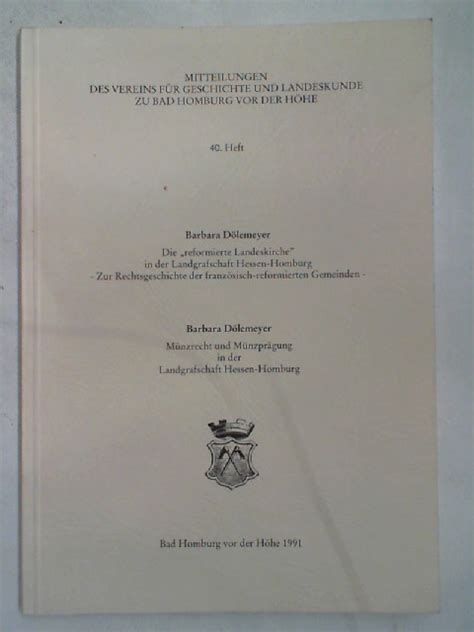 MITTEILUNGEN
DES VEREINS FÜR GESCHICHTE UND LANDESKUNDE
ZU BAD HOMBURG VOR DER HÖHE
40. Heft
Barbara Dölemeyer
Die „reformierte Landeskirche"
in der Landgrafschaft Hessen-Homburg
- Zur Rechtsgeschichte der französisch-reformierten Gemeinden -
Barbara Dölemeyer
Münzrecht und Münzprägung
in der
Landgrafschaft Hessen-Homburg
Bad Homburg vor der Höhe 1991